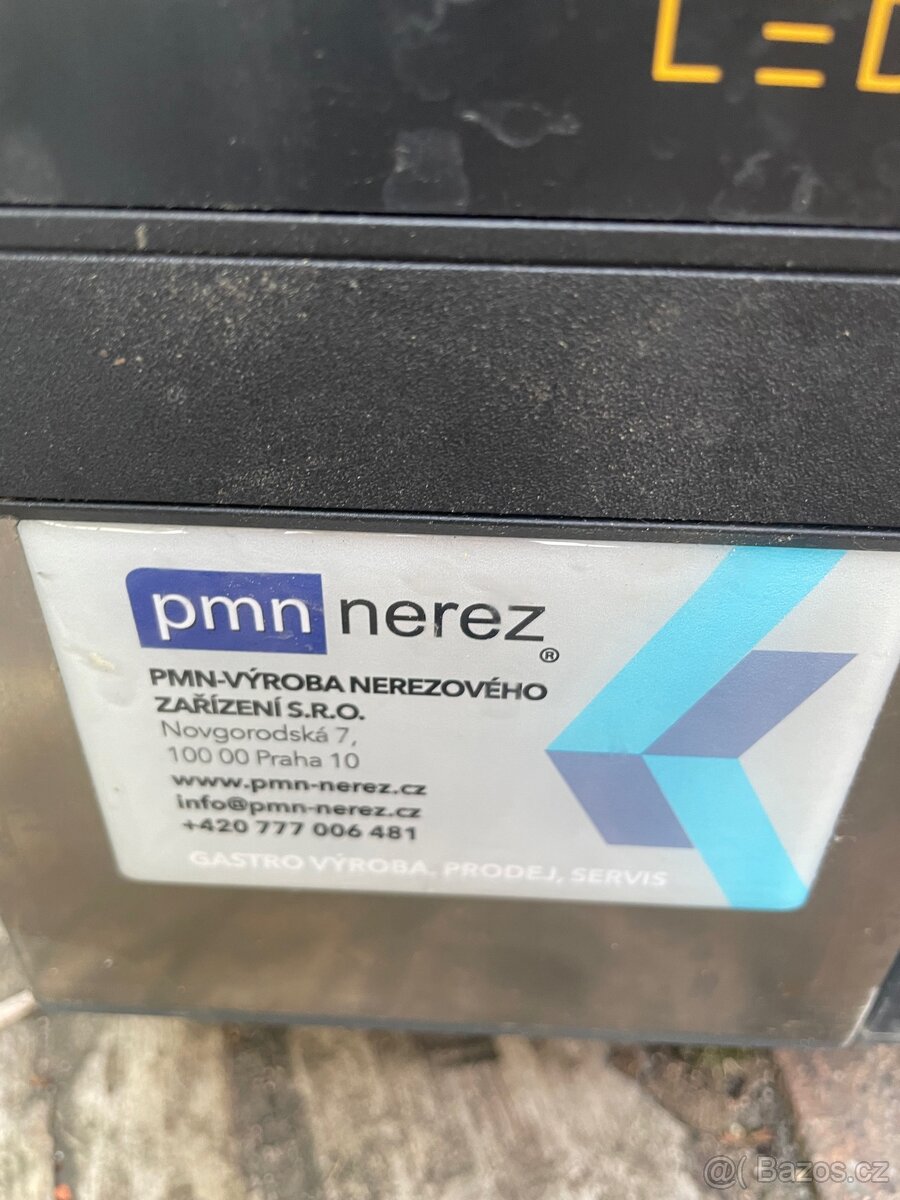 pmn nerez®
PMN-VÝROBA NEREZOVÉHO
ZAŘÍZENÍ S.R.O.
Novgorodská 7,
100 00 Praha 10
www.pmn-nerez.cz
info@pmn-nerez.cz
+420 777 006 481
GASTRO VÝROBA, PRODEJ, SERVIS
@( Bazos.cz